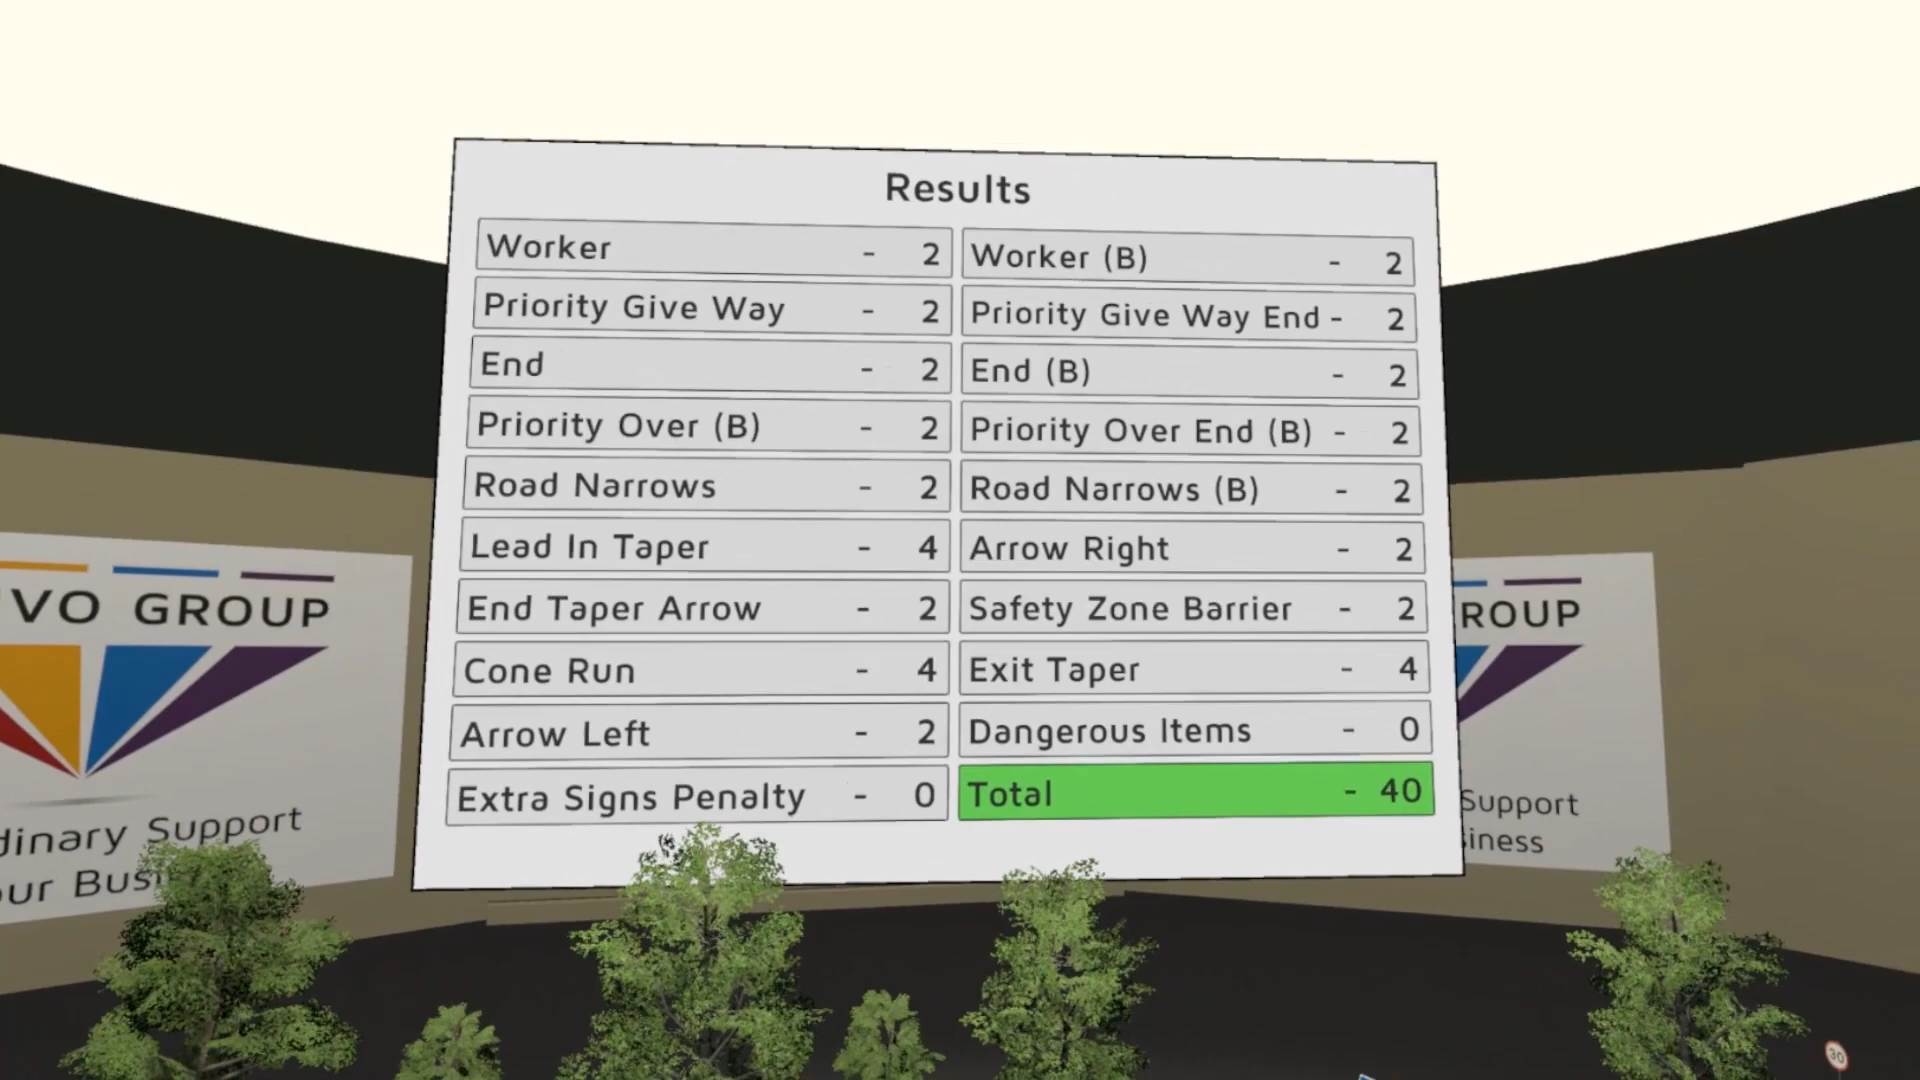 Results
Worker - 2
Worker (B) - 2
Priority Give Way - 2
Priority Give Way End - 2
End - 2
End (B) - 2
Priority Over (B) - 2
Priority Over End (B) - 2
Road Narrows - 2
Road Narrows (B) - 2
Lead In Taper - 4
Arrow Right - 2
End Taper Arrow - 2
Safety Zone Barrier - 2
Cone Run - 4
Exit Taper - 4
Arrow Left - 2
Dangerous Items - 0
Extra Signs Penalty - 0
Total - 40
VO GROUP
dinary Support
our Busi
ROUP
Support
iness
30